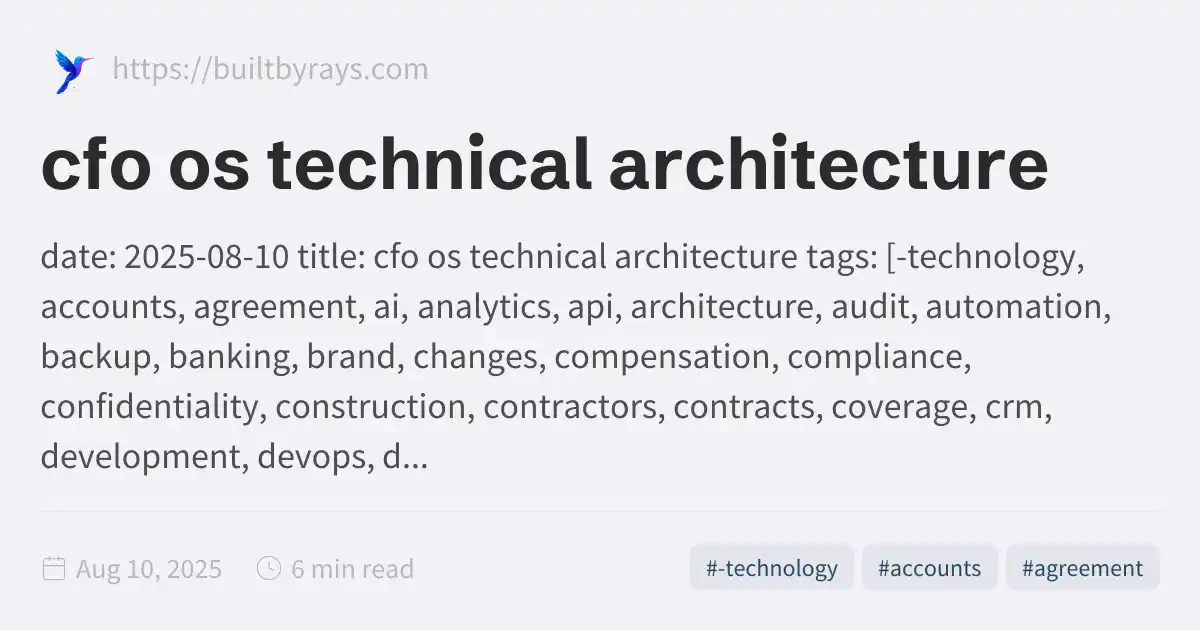 https://builtbyrays.com
cfo os technical architecture
date: 2025-08-10 title: cfo os technical architecture tags: [-technology,
accounts, agreement, ai, analytics, api, architecture, audit, automation,
backup, banking, brand, changes, compensation, compliance,
confidentiality, construction, contractors, contracts, coverage, crm,
development, devops, d...
Aug 10, 2025 6 min read #-technology #accounts #agreement